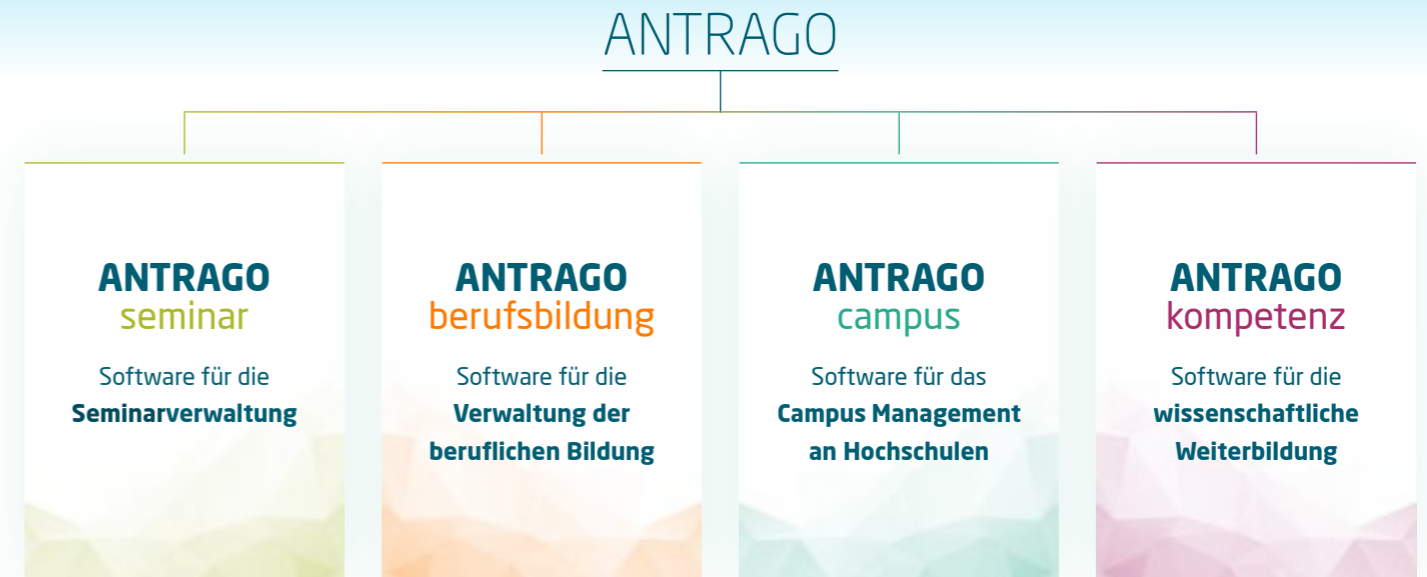 ANTRAGO
ANTRAGO
seminar
Software für die
Seminarverwaltung
ANTRAGO
berufsbildung
Software für die
Verwaltung der
beruflichen Bildung
ANTRAGO
campus
Software für das
Campus Management
an Hochschulen
ANTRAGO
kompetenz
Software für die
wissenschaftliche
Weiterbildung